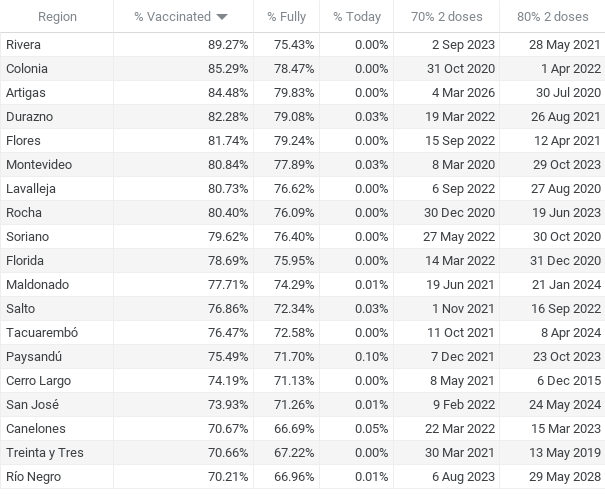 Region % Vaccinated % Fully % Today 70% 2 doses 80% 2 doses
Rivera 89.27% 75.43% 0.00% 2 Sep 2023 28 May 2021
Colonia 85.29% 78.47% 0.00% 31 Oct 2020 1 Apr 2022
Artigas 84.48% 79.83% 0.00% 4 Mar 2026 30 Jul 2020
Durazno 82.28% 79.08% 0.03% 19 Mar 2022 26 Aug 2021
Flores 81.74% 79.24% 0.00% 15 Sep 2022 12 Apr 2021
Montevideo 80.84% 77.89% 0.03% 8 Mar 2020 29 Oct 2023
Lavalleja 80.73% 76.62% 0.00% 6 Sep 2022 27 Aug 2020
Rocha 80.40% 76.09% 0.00% 30 Dec 2020 19 Jun 2023
Soriano 79.62% 76.40% 0.00% 27 May 2022 30 Oct 2020
Florida 78.69% 75.95% 0.00% 14 Mar 2022 31 Dec 2020
Maldonado 77.71% 74.29% 0.01% 19 Jun 2021 21 Jan 2024
Salto 76.86% 72.34% 0.03% 1 Nov 2021 16 Sep 2022
Tacuarembó 76.47% 72.58% 0.00% 11 Oct 2021 8 Apr 2024
Paysandú 75.49% 71.70% 0.10% 7 Dec 2021 23 Oct 2023
Cerro Largo 74.19% 71.13% 0.00% 8 May 2021 6 Dec 2015
San José 73.93% 71.26% 0.01% 9 Feb 2022 24 May 2024
Canelones 70.67% 66.69% 0.05% 22 Mar 2022 15 Mar 2023
Treinta y Tres 70.66% 67.22% 0.00% 30 Mar 2021 13 May 2019
Río Negro 70.21% 66.96% 0.01% 6 Aug 2023 29 May 2028